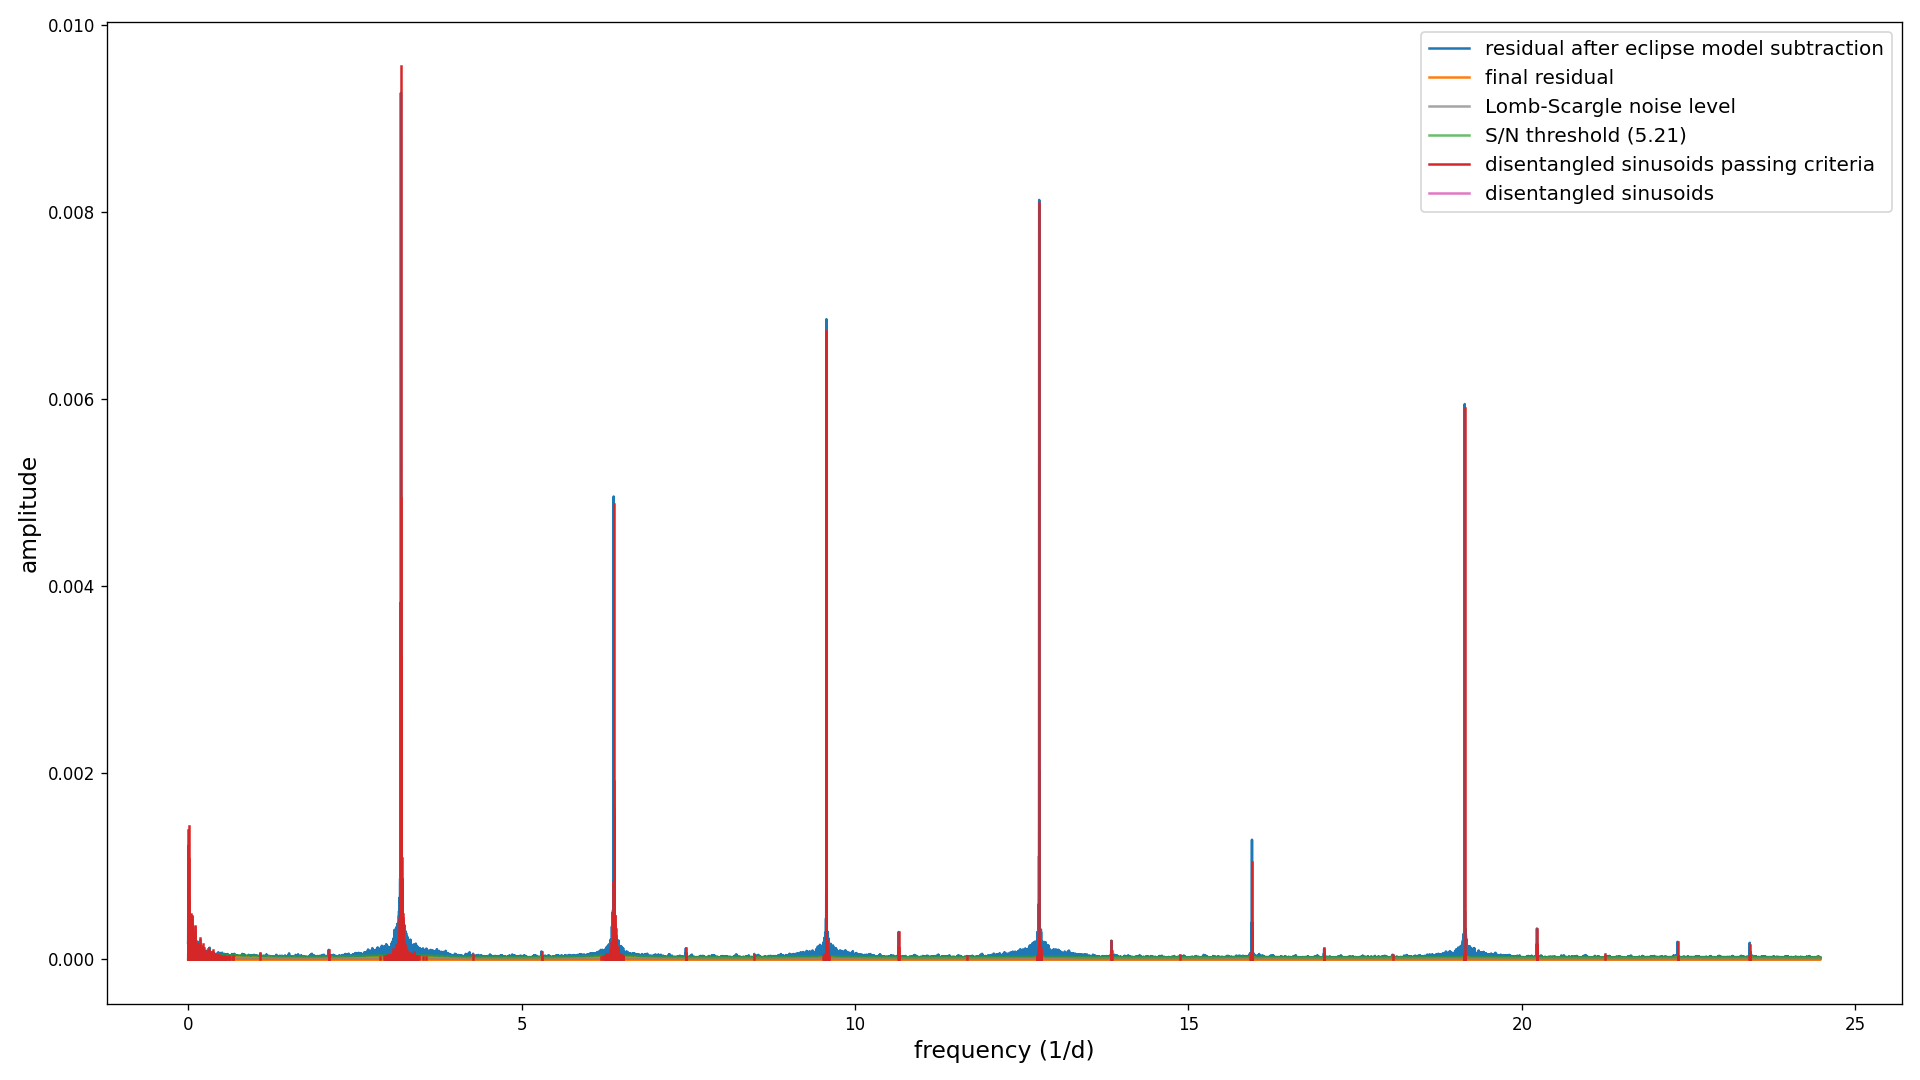 0.010
0.008
0.006
0.004
0.002
0.000
amplitude
residual after eclipse model subtraction
final residual
Lomb-Scargle noise level
S/N threshold (5.21)
disentangled sinusoids passing criteria
disentangled sinusoids
0 5 10 15 20 25
frequency (1/d)